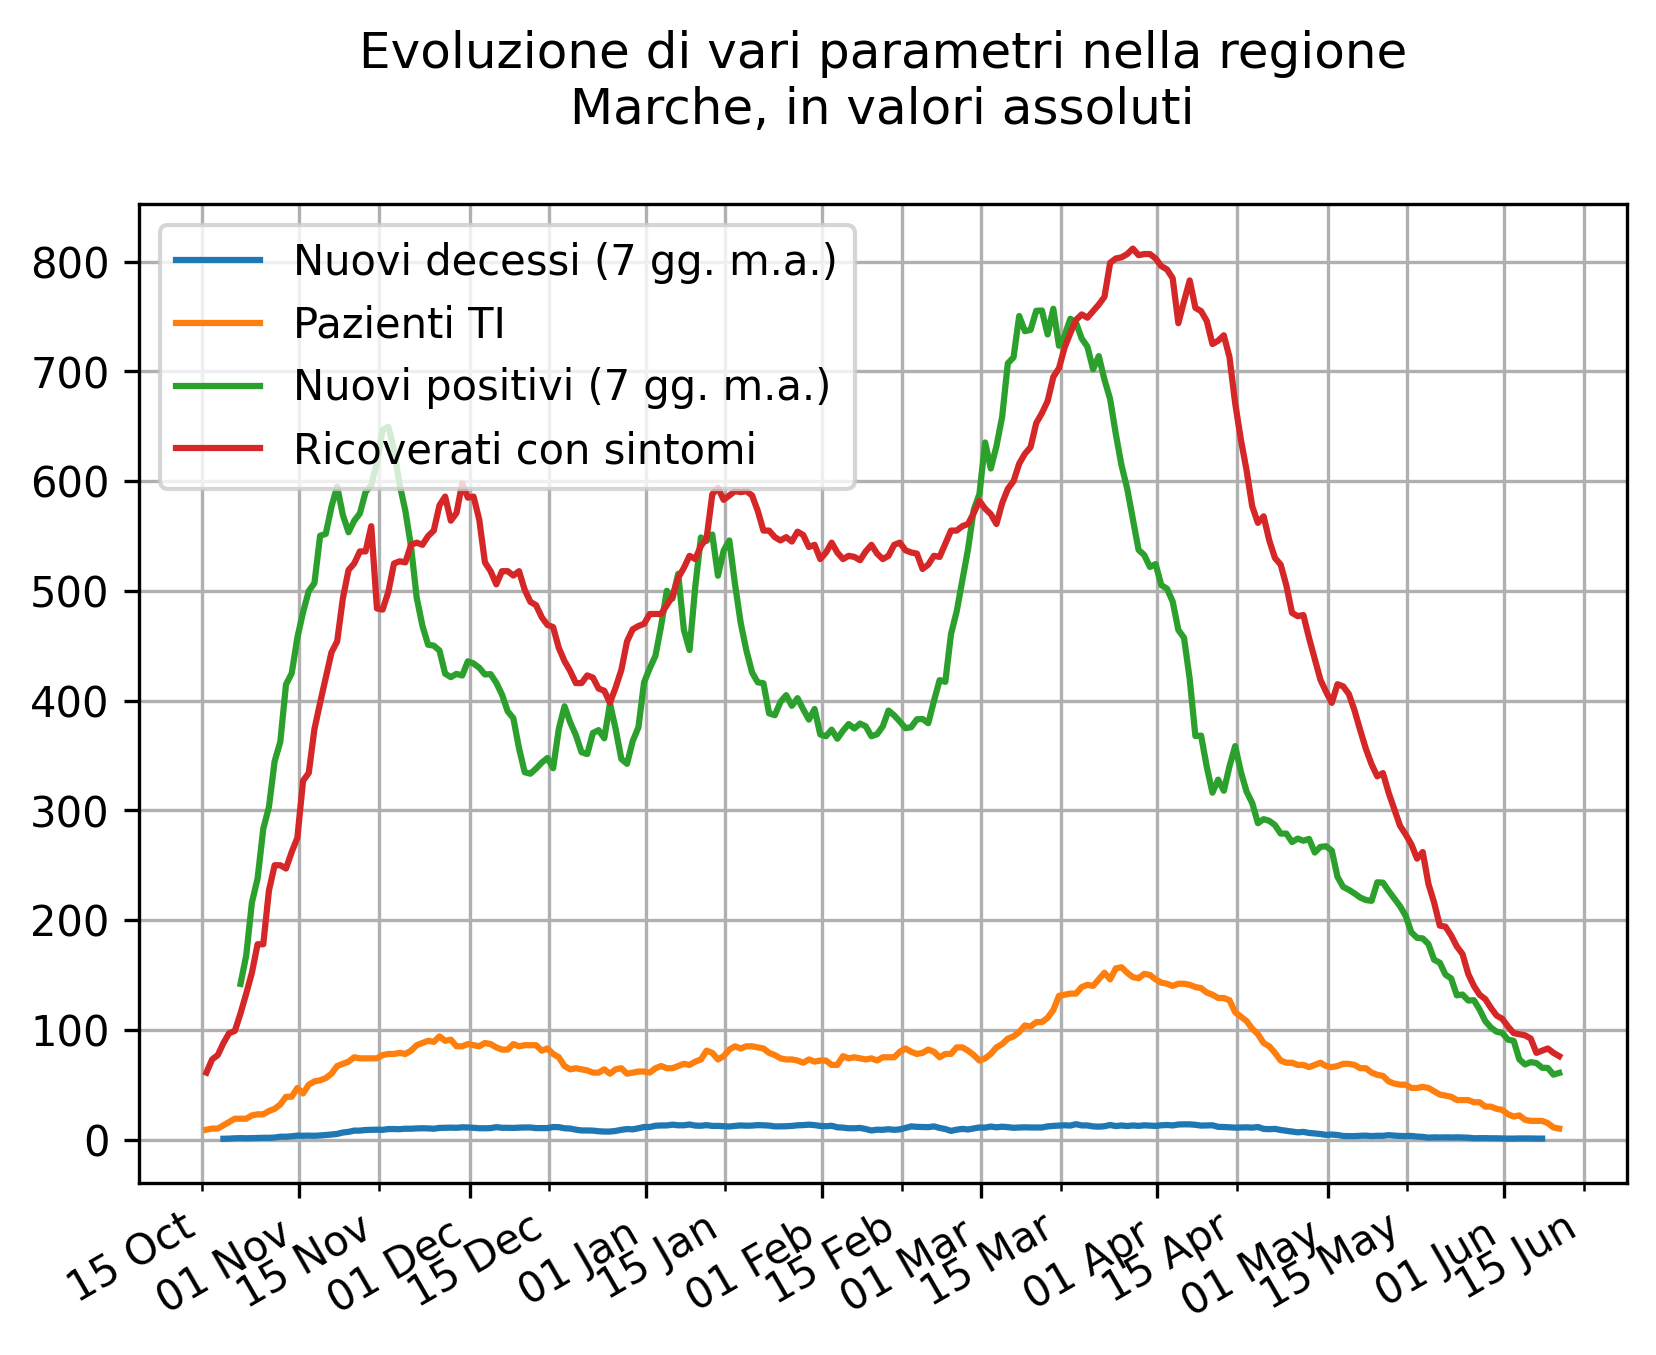 Evoluzione di vari parametri nella regione
Marche, in valori assoluti
Nuovi decessi (7 gg. m.a.)
Pazienti TI
Nuovi positivi (7 gg. m.a.)
Ricoverati con sintomi
800
700
600
500
400
300
200
100
0
15 Oct
01 Nov
15 Nov
01 Dec
15 Dec
01 Jan
15 Jan
01 Feb
15 Feb
01 Mar
15 Mar
01 Apr
15 Apr
01 May
15 May
01 Jun
15 Jun